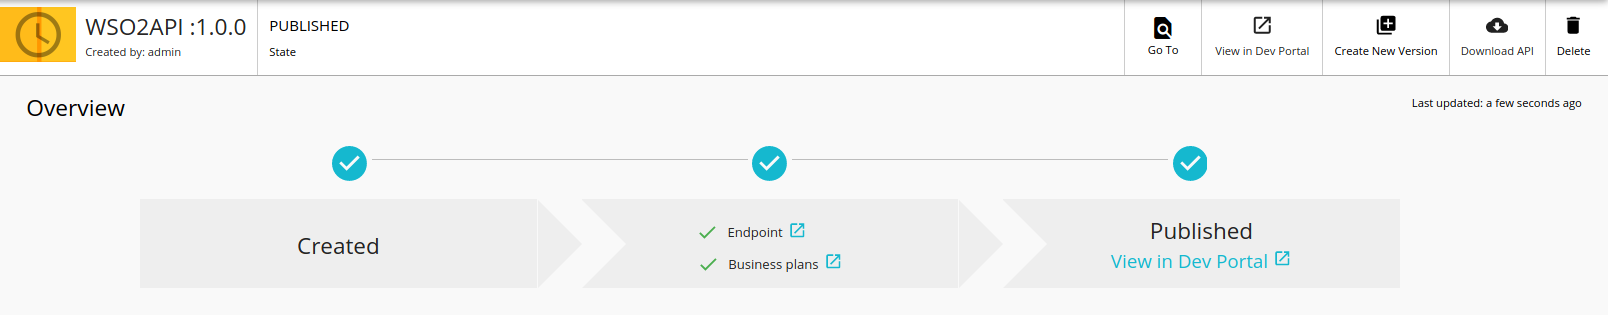 WSO2API :1.0.0
Created by: admin
PUBLISHED
State
Go To
View in Dev Portal
Create New Version
Download API
Delete
Overview
Last updated: a few seconds ago
Created
Endpoint
Business plans
Published
View in Dev Portal